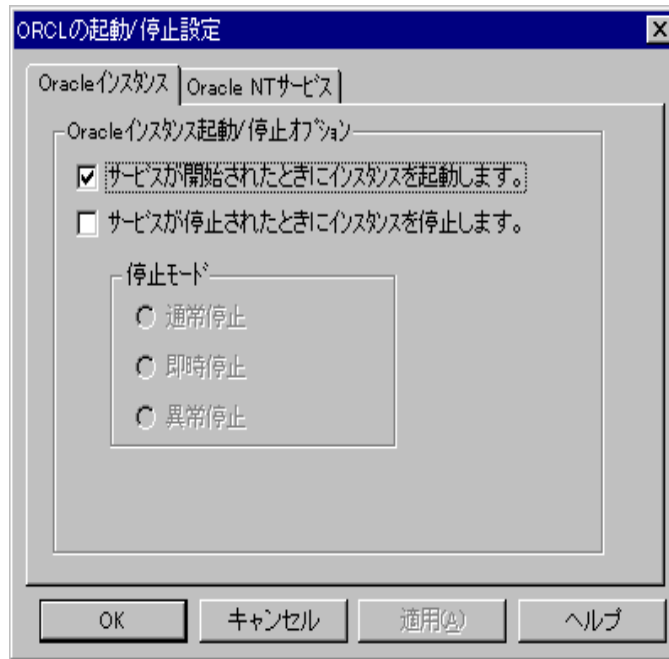 ORCLの起動/停止設定
Oracleインスタンス
Oracle NTサービス
Oracleインスタンス起動/停止オプション
サービスが開始されたときにインスタンスを起動します。
サービスが停止されたときにインスタンスを停止します。
停止モード
通常停止
即時停止
異常停止
OK
キャンセル
適用(A)
ヘルプ